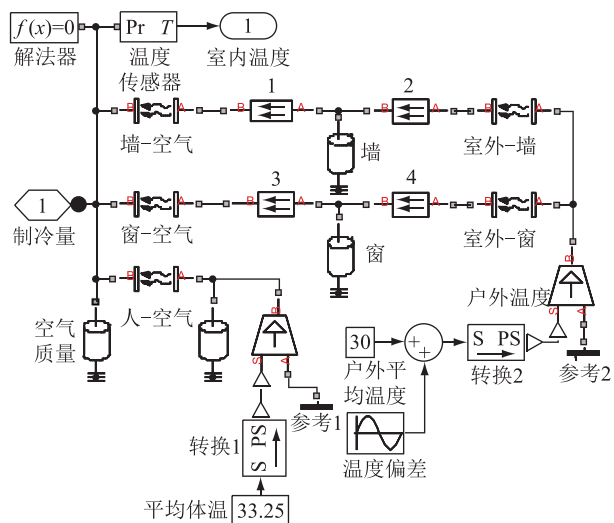 f(x)=0
Pr T
1
解法器
温度
传感器
室内温度
1
2
B A
B A
B A
B A
墙-空气
墙
室外-墙
3
4
1
B A
B A
B A
B A
制冷量
窗-空气
窗
室外-窗
B A
人-空气
空气
质量
B
S A
B
S A
户外温度
30
户外平
均温度
+
+
S PS
转换2
参考2
参考1
转换1
S PS
温度偏差
平均体温
33.25